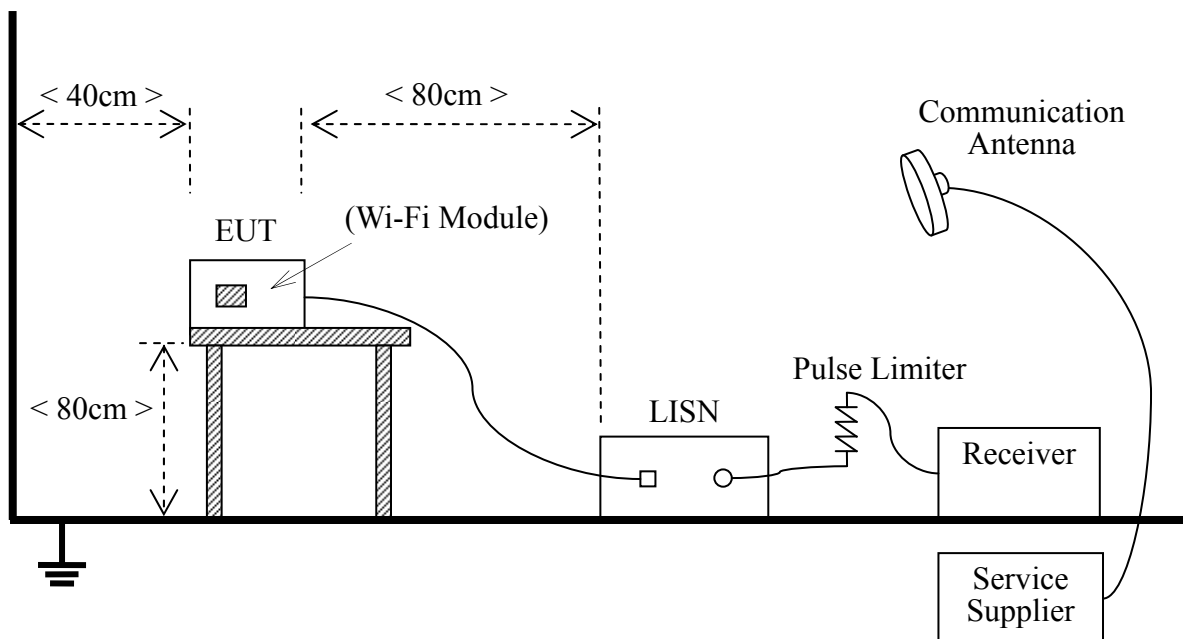 < 40cm >
< 80cm >
Communication
Antenna
EUT
(Wi-Fi Module)
< 80cm >
Pulse Limiter
LISN
Receiver
Service
Supplier